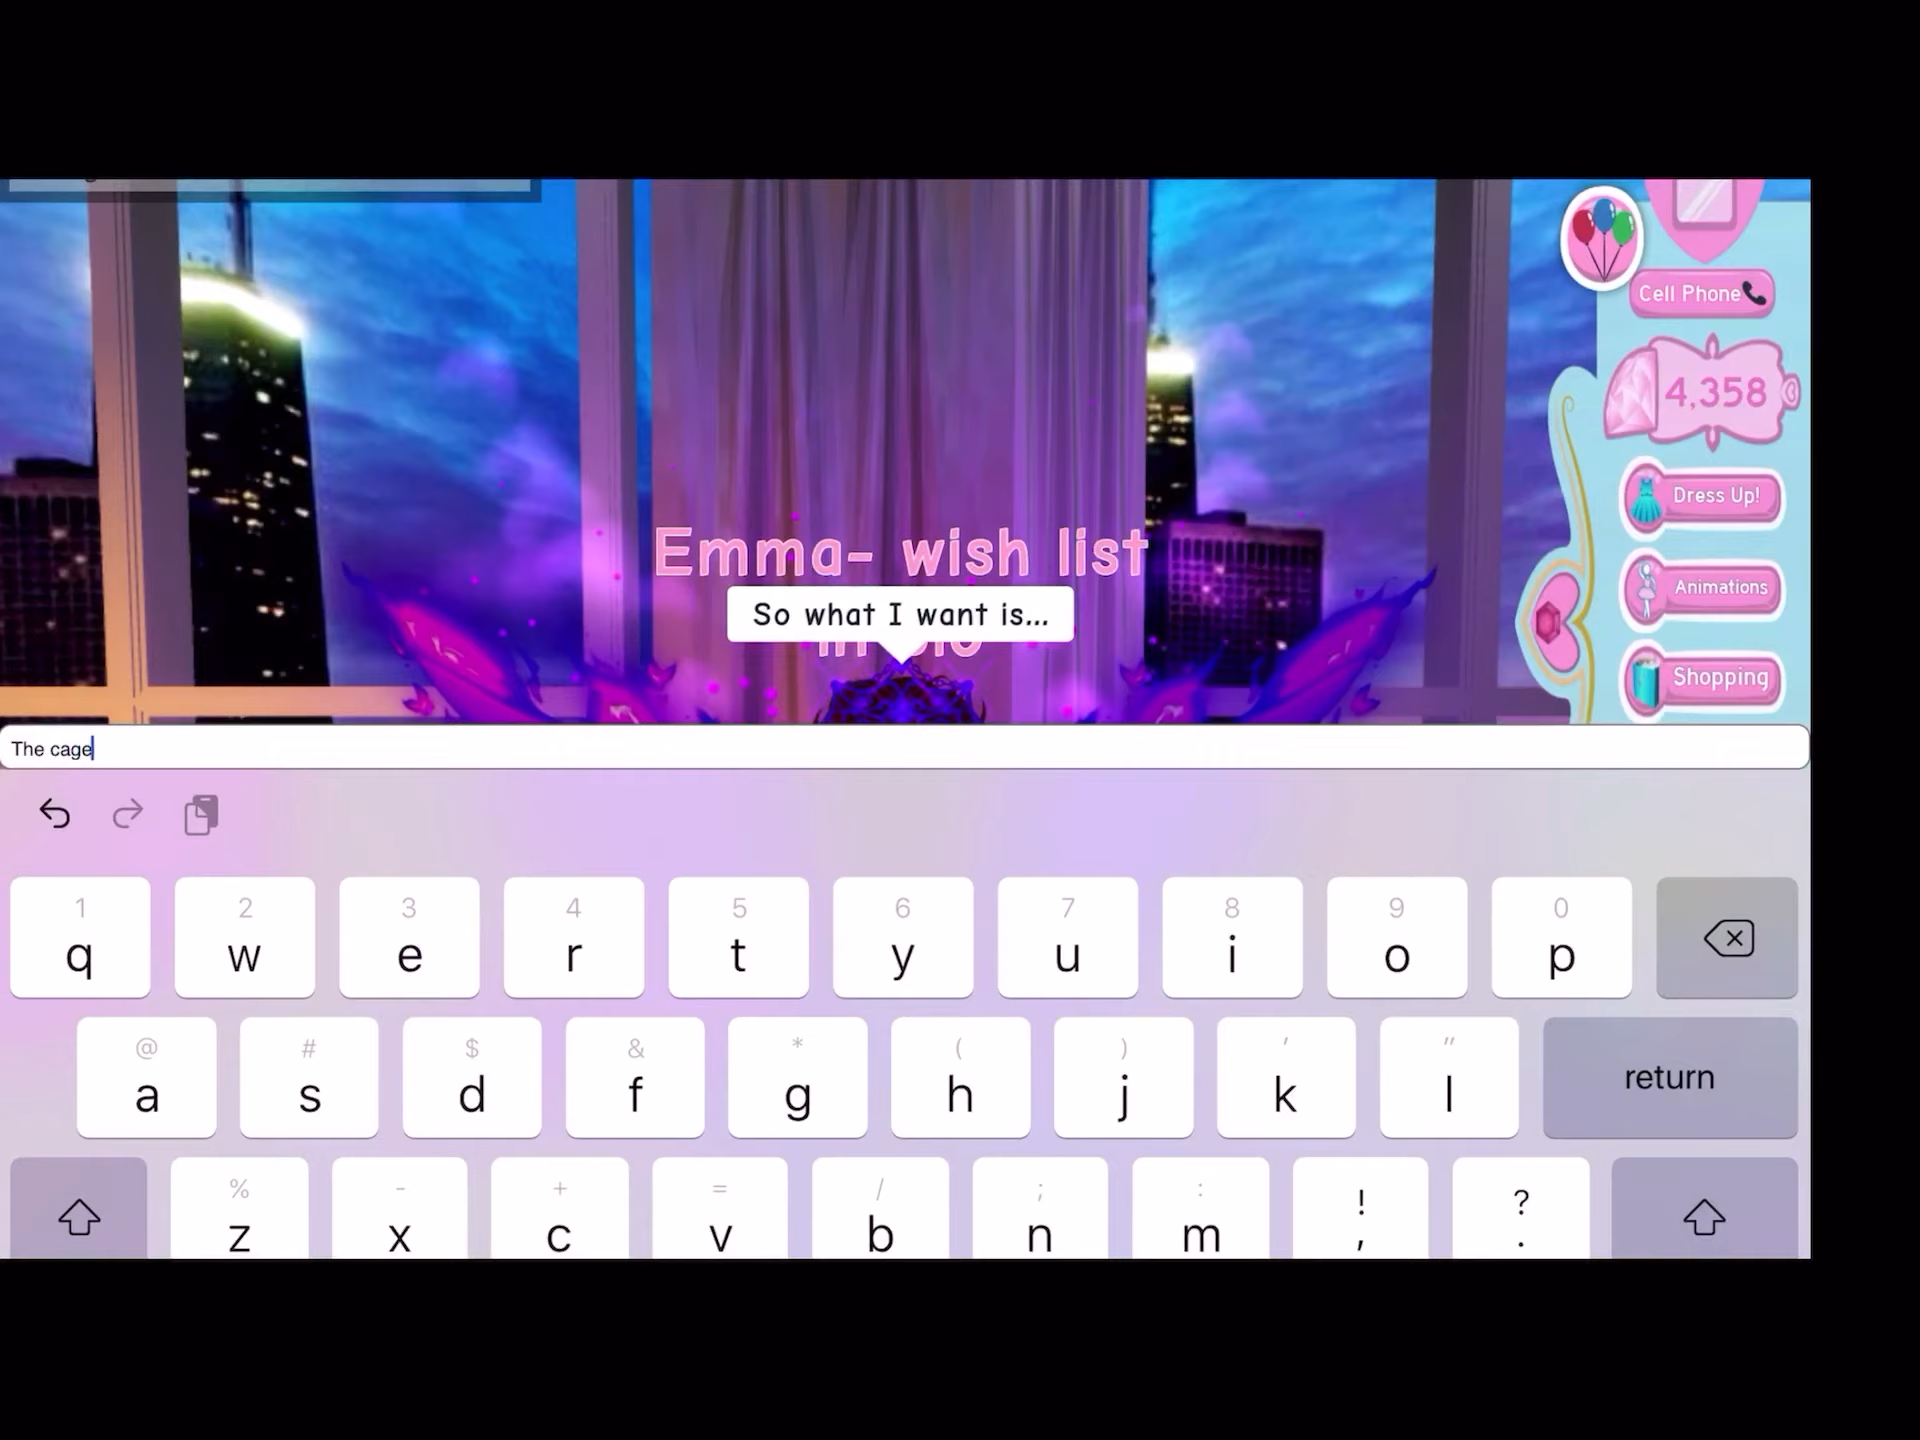 Cell Phone
4,358
Dress Up!
Animations
Shopping
Emma- wish list
So what I want is...
The cage
1 2 3 4 5 6 7 8 9 0
q w e r t y u i o p
@ # $ & * ( ) ' "
a s d f g h j k l return
% - + = / ; : ! ?
z x c v b n m , .